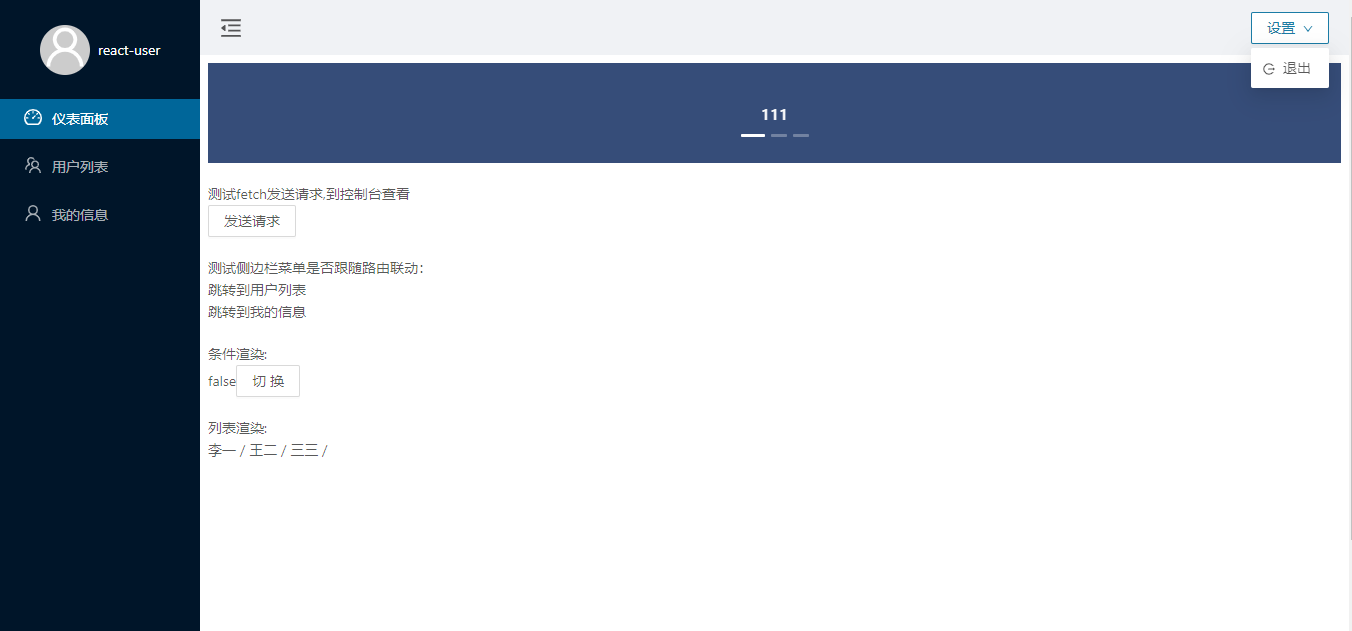 react-user
仪表面板
用户列表
我的信息
设置
退出
111
测试fetch发送请求,到控制台查看
发送请求
测试侧边栏菜单是否跟随路由联动：
跳转到用户列表
跳转到我的信息
条件渲染:
false 切 换
列表渲染:
李一 / 王二 / 三三 /